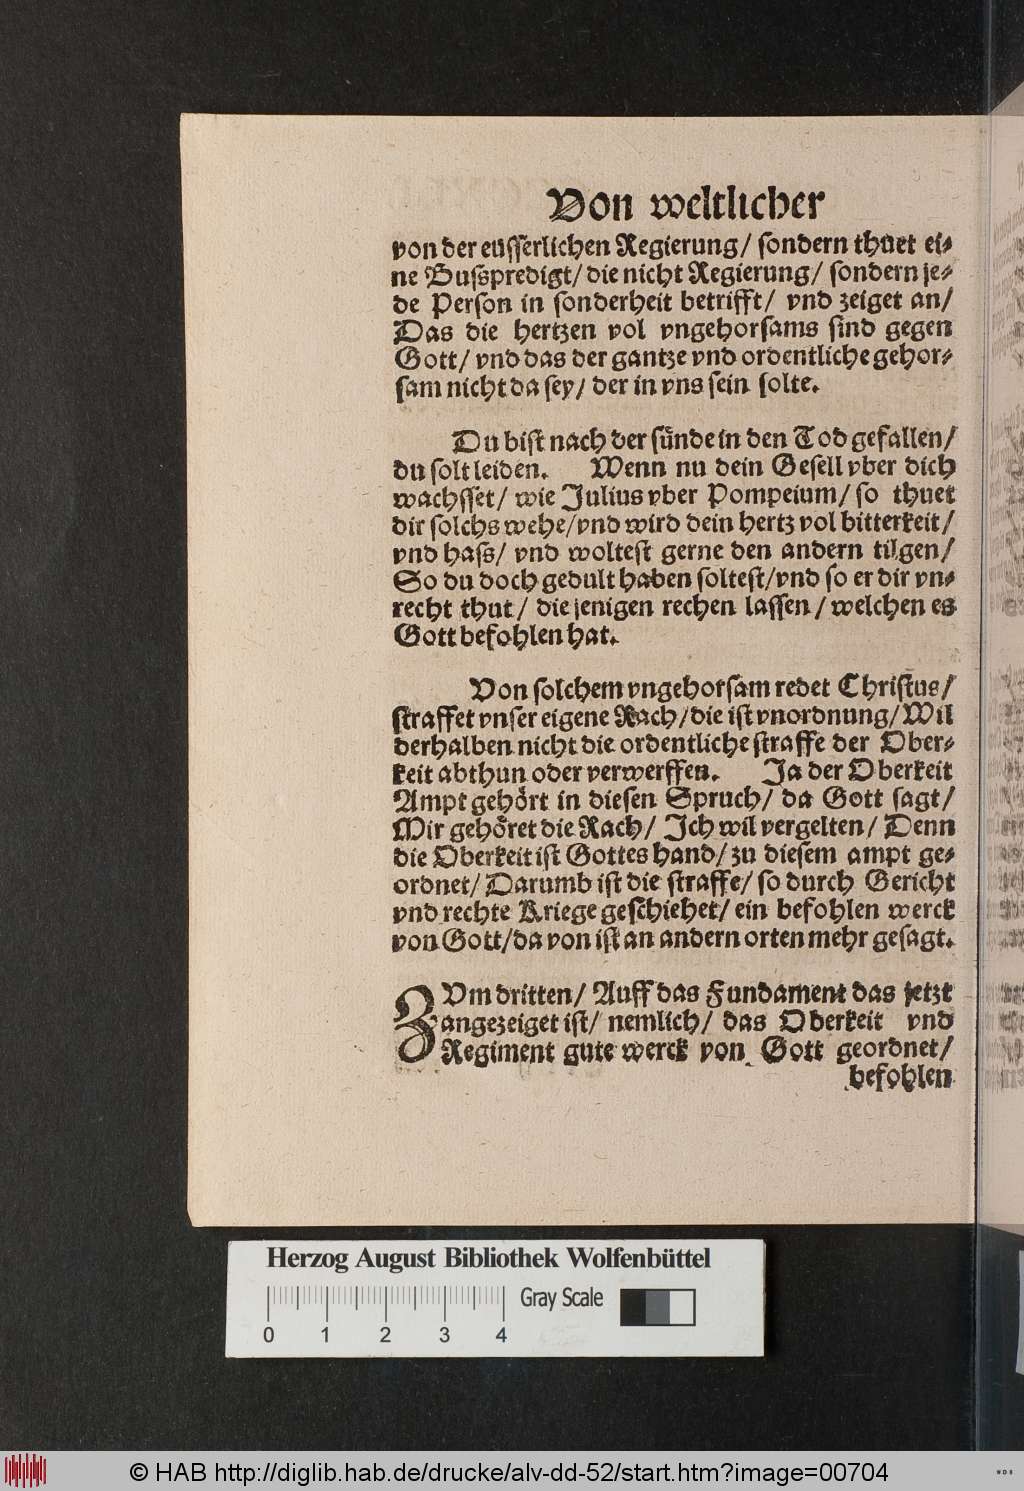 Von weltlicher
von der eusserlichen Regierung/ sondern thuet ei-
ne Busspredigt/ die nicht Regierung/ sondern je-
de Person in sonderheit betrifft/ vnd zeiget an/
Das die hertzen vol vngehorsams sind gegen
Gott/ vnd das der gantze vnd ordentliche gehor-
sam nicht da sey/ der in vns sein solte.
Du bist nach der sünde in den Tod gefallen/
du solt leiden. Wenn nu dein Gesell vber dich
wachsset/ wie Julius vber Pompeium/ so thuet
dir solchs wehe/ vnd wird dein hertz vol bitterkeit/
vnd hass/ vnd woltest gerne den andern tilgen/
So du doch gedult haben soltest/ vnd so er dir vn-
recht thut/ die jenigen rechen lassen/ welchen es
Gott befohlen hat.
Von solchem vngehorsam redet Christus/
straffet vnser eigene Rach/ die ist vnordnung/ Wil
derhalben nicht die ordentliche straffe der Ober-
keit abthun oder verwerffen. Ja der Oberkeit
Ampt gehört in diesen Spruch/ da Gott sagt/
Mir gehöret die Rach/ Ich wil vergelten/ Denn
die Oberkeit ist Gottes hand/ zu diesem ampt ge-
ordnet/ Darumb ist die straffe/ so durch Gericht
vnd rechte Kriege geschiehet/ ein befohlen werck
von Gott/ da von ist an andern orten mehr gesagt.
ZVm dritten/ Auff das Fundament das jetzt
angezeiget ist/ nemlich/ das Oberkeit vnd
Regiment gute werck von Gott geordnet/
befohlen
Herzog August Bibliothek Wolfenbüttel
Gray Scale
0 1 2 3 4
© HAB http://diglib.hab.de/drucke/alv-dd-52/start.htm?image=00704
WDB